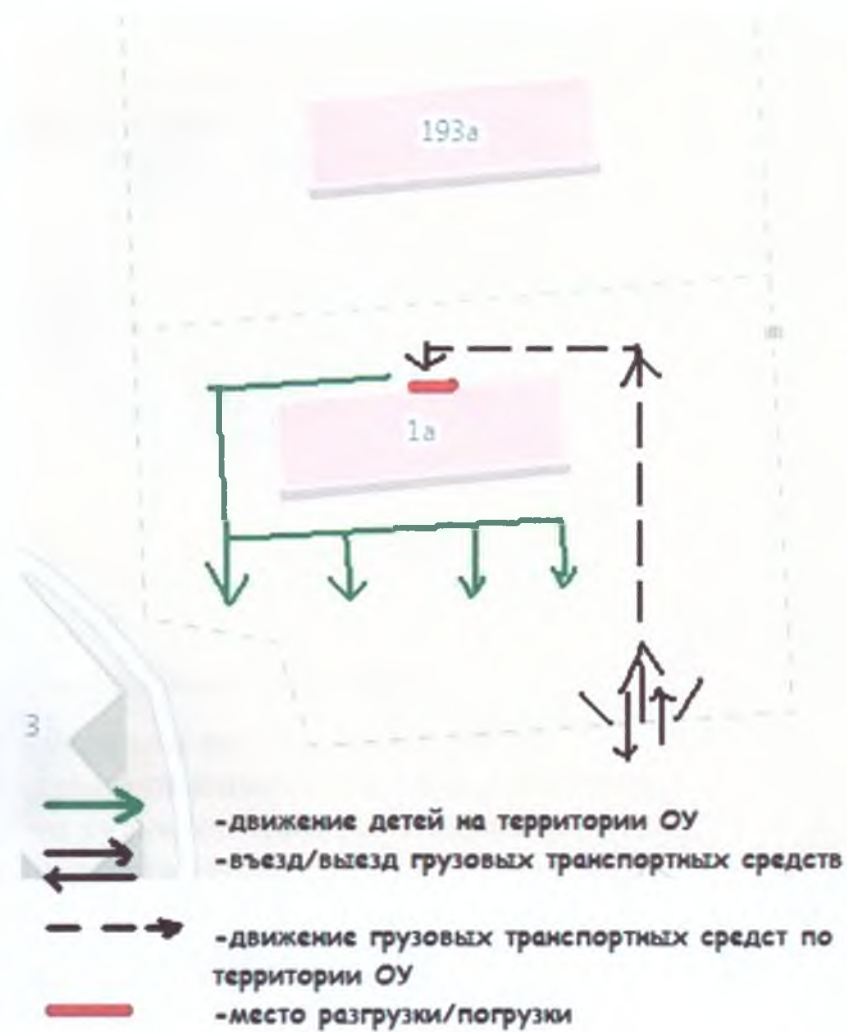 193а
1а
3
-движение детей на территории ОУ
-въезд/выезд грузовых транспортных средств
-движение грузовых транспортных средст по
территории ОУ
-место разгрузки/погрузки